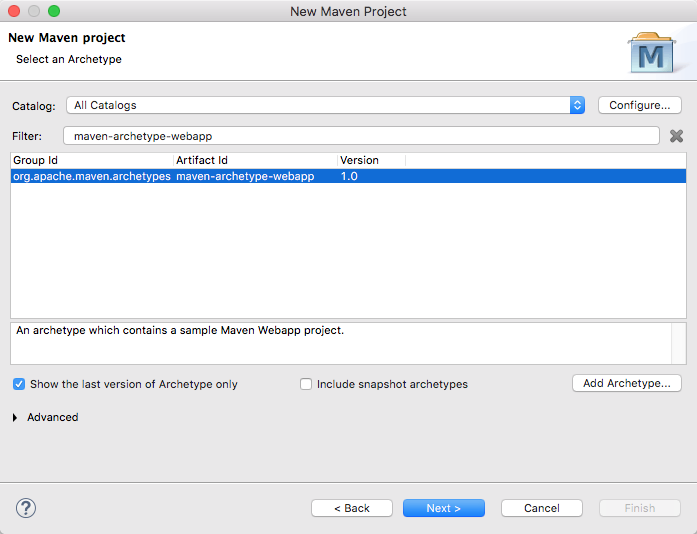 New Maven Project
New Maven project
Select an Archetype
M
Catalog: All Catalogs Configure...
Filter: maven-archetype-webapp
Group Id Artifact Id Version
org.apache.maven.archetypes maven-archetype-webapp 1.0
An archetype which contains a sample Maven Webapp project.
Show the last version of Archetype only Include snapshot archetypes Add Archetype...
Advanced
? < Back Next > Cancel Finish